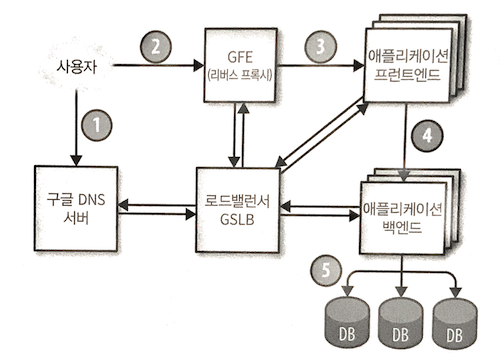 2
3
GFE
(리버스 프록시)
애플리케이션
프런트엔드
사용자
1
4
구글 DNS
서버
로드밸런서
GSLB
애플리케이션
백엔드
5
DB
DB
DB